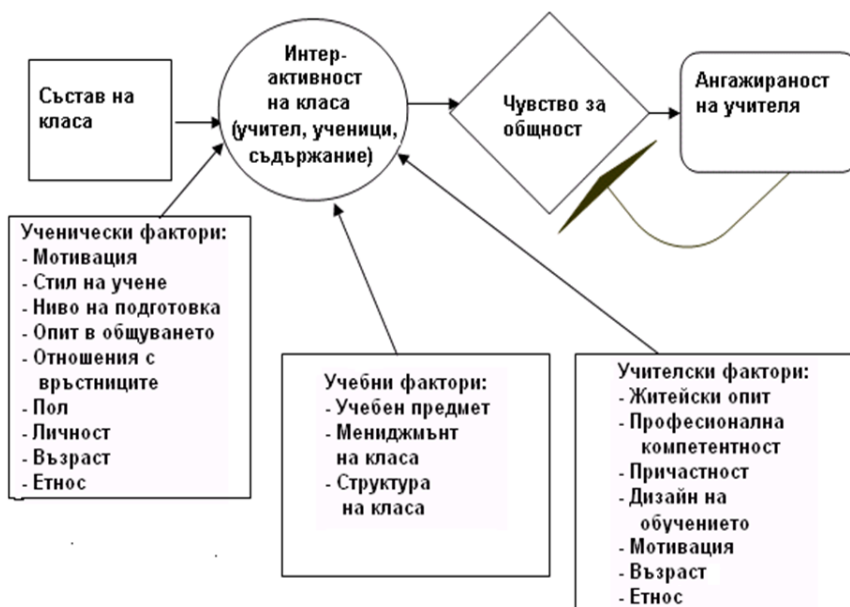 Състав на
класа
Интер-
активност
на класа
(учител, ученици,
съдържание)
Чувство за
общност
Ангажираност
на учителя
Ученически фактори:
- Мотивация
- Стил на учене
- Ниво на подготовка
- Опит в общуването
- Отношения с
връстниците
- Пол
- Личност
- Възраст
- Етнос
Учебни фактори:
- Учебен предмет
- Мениджмънт
на класа
- Структура
на класа
Учителски фактори:
- Житейски опит
- Професионална
компетентност
- Причастност
- Дизайн на
обучението
- Мотивация
- Възраст
- Етнос